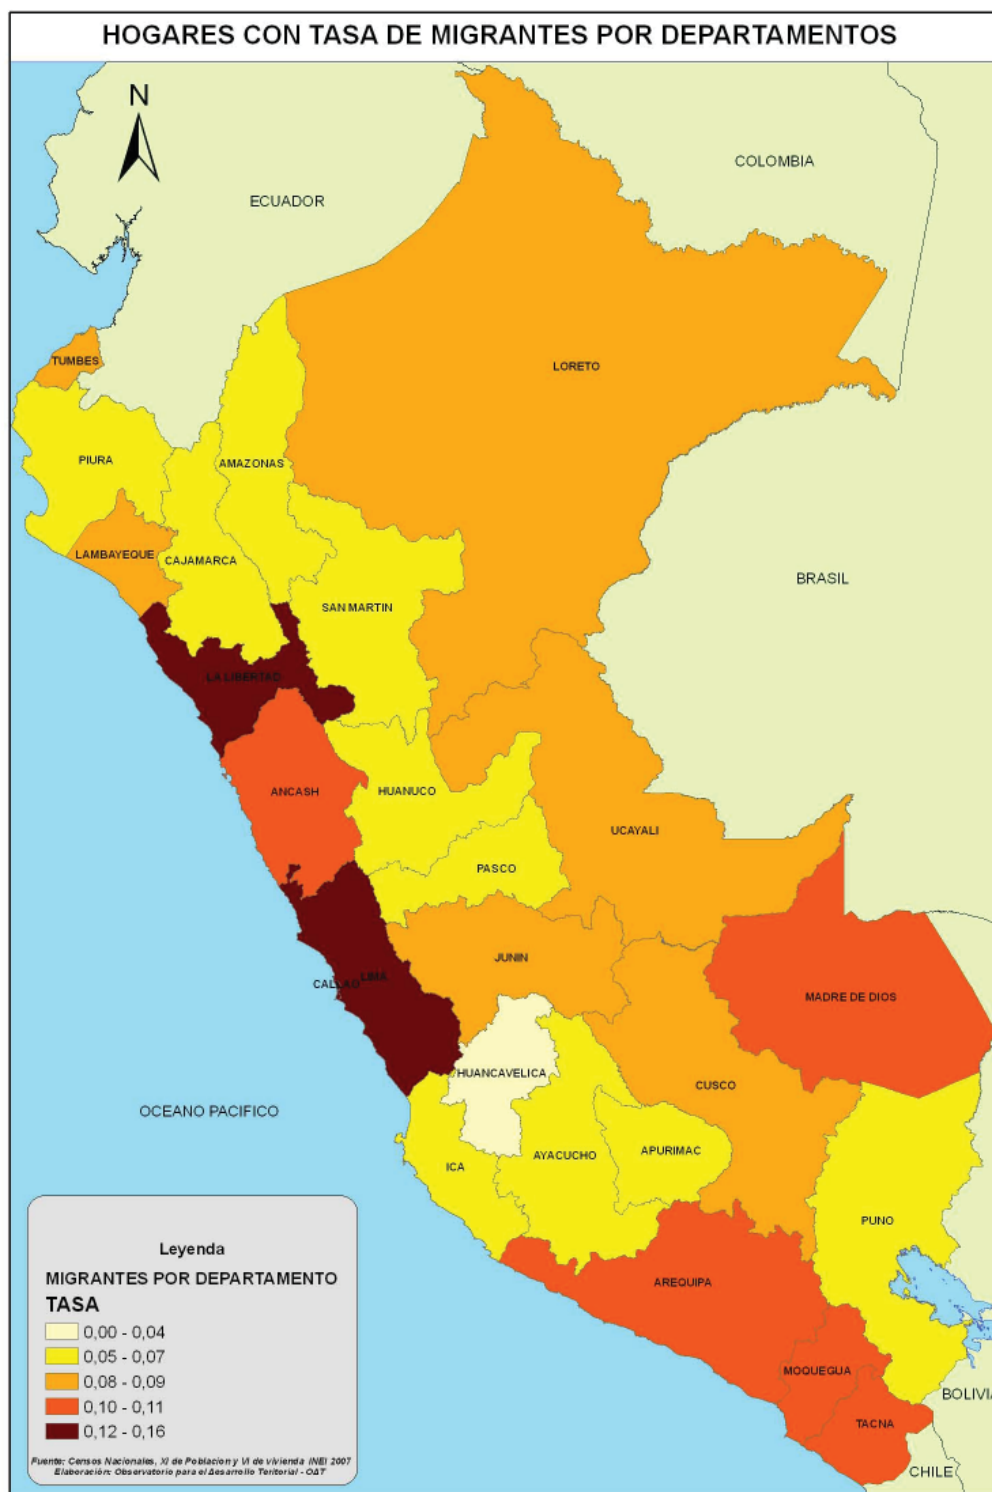 HOGARES CON TASA DE MIGRANTES POR DEPARTAMENTOS
N
COLOMBIA
ECUADOR
TUMBES
LORETO
PIURA
AMAZONAS
LAMBAYEQUE
CAJAMARCA
BRASIL
SAN MARTIN
LA LIBERTAD
ANCASH
HUANUCO
UCAYALI
PASCO
JUNIN
LIMA
CALLAO
MADRE DE DIOS
HUANCAVELICA
CUSCO
OCEANO PACIFICO
AYACUCHO
APURIMAC
ICA
PUNO
AREQUIPA
MOQUEGUA
BOLIVIA
TACNA
CHILE
Leyenda
MIGRANTES POR DEPARTAMENTO
TASA
0,00 - 0,04
0,05 - 0,07
0,08 - 0,09
0,10 - 0,11
0,12 - 0,16
Fuente: Censos Nacionales, XI de Poblacion y VI de vivienda INEI 2007
Elaboración: Observatorio para el desarrollo Territorial - ODT